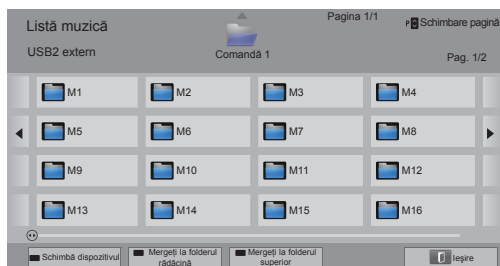 Listă muzică
Pagina 1/1
P Schimbare pagină
USB2 extern
Comandă 1
Pag. 1/2
M1
M2
M3
M4
M5
M6
M7
M8
M9
M10
M11
M12
M13
M14
M15
M16
Schimbă dispozitivul
Mergeți la folderul
rădăcină
Mergeți la folderul
superior
Ieșire